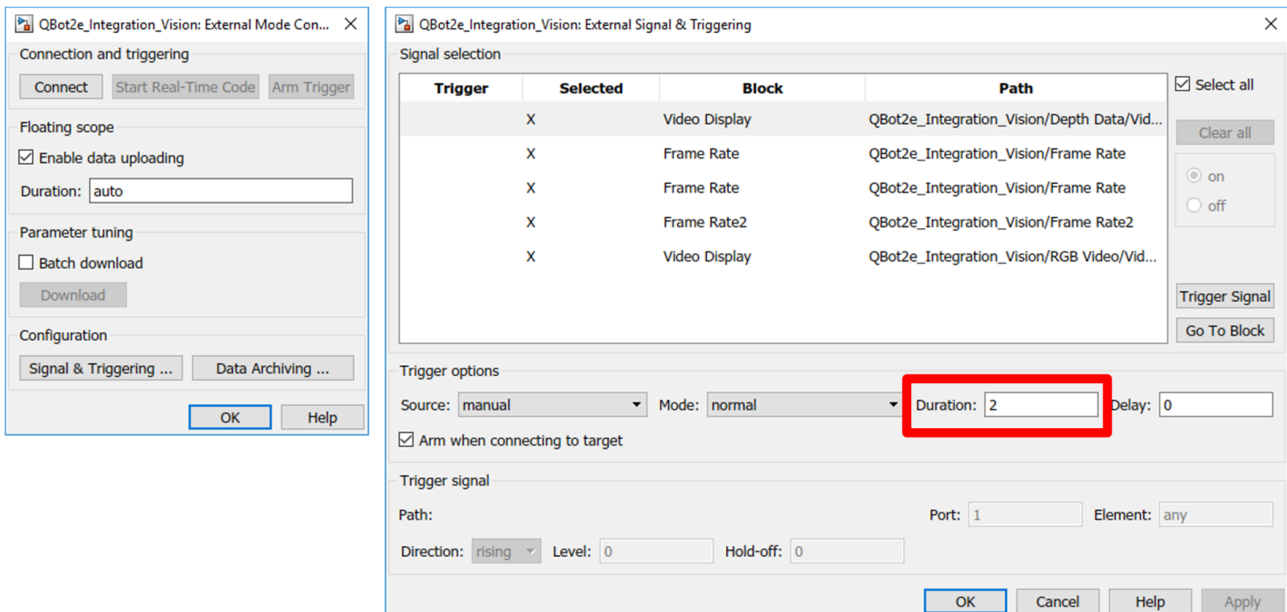 QBot2e_Integration_Vision: External Mode Con...
Connection and triggering
Connect Start Real-Time Code Arm Trigger
Floating scope
Enable data uploading
Duration: auto
Parameter tuning
Batch download
Download
Configuration
Signal & Triggering ... Data Archiving ...
OK Help
QBot2e_Integration_Vision: External Signal & Triggering
Signal selection
Trigger Selected Block Path
X Video Display QBot2e_Integration_Vision/Depth Data/Vid...
X Frame Rate QBot2e_Integration_Vision/Frame Rate
X Frame Rate QBot2e_Integration_Vision/Frame Rate
X Frame Rate2 QBot2e_Integration_Vision/Frame Rate2
X Video Display QBot2e_Integration_Vision/RGB Video/Vid...
Select all
Clear all
on
off
Trigger Signal
Go To Block
Trigger options
Source: manual Mode: normal Duration: 2 Delay: 0
Arm when connecting to target
Trigger signal
Path: Port: 1 Element: any
Direction: rising Level: 0 Hold-off: 0
OK Cancel Help Apply